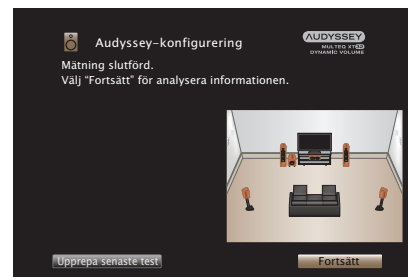 Audyssey-konfigurering
AUDYSSEY
MULTEQ XT32
DYNAMIC VOLUME
Mätning slutförd.
Välj “Fortsätt” för analysera informationen.
Upprepa senaste test
Fortsätt